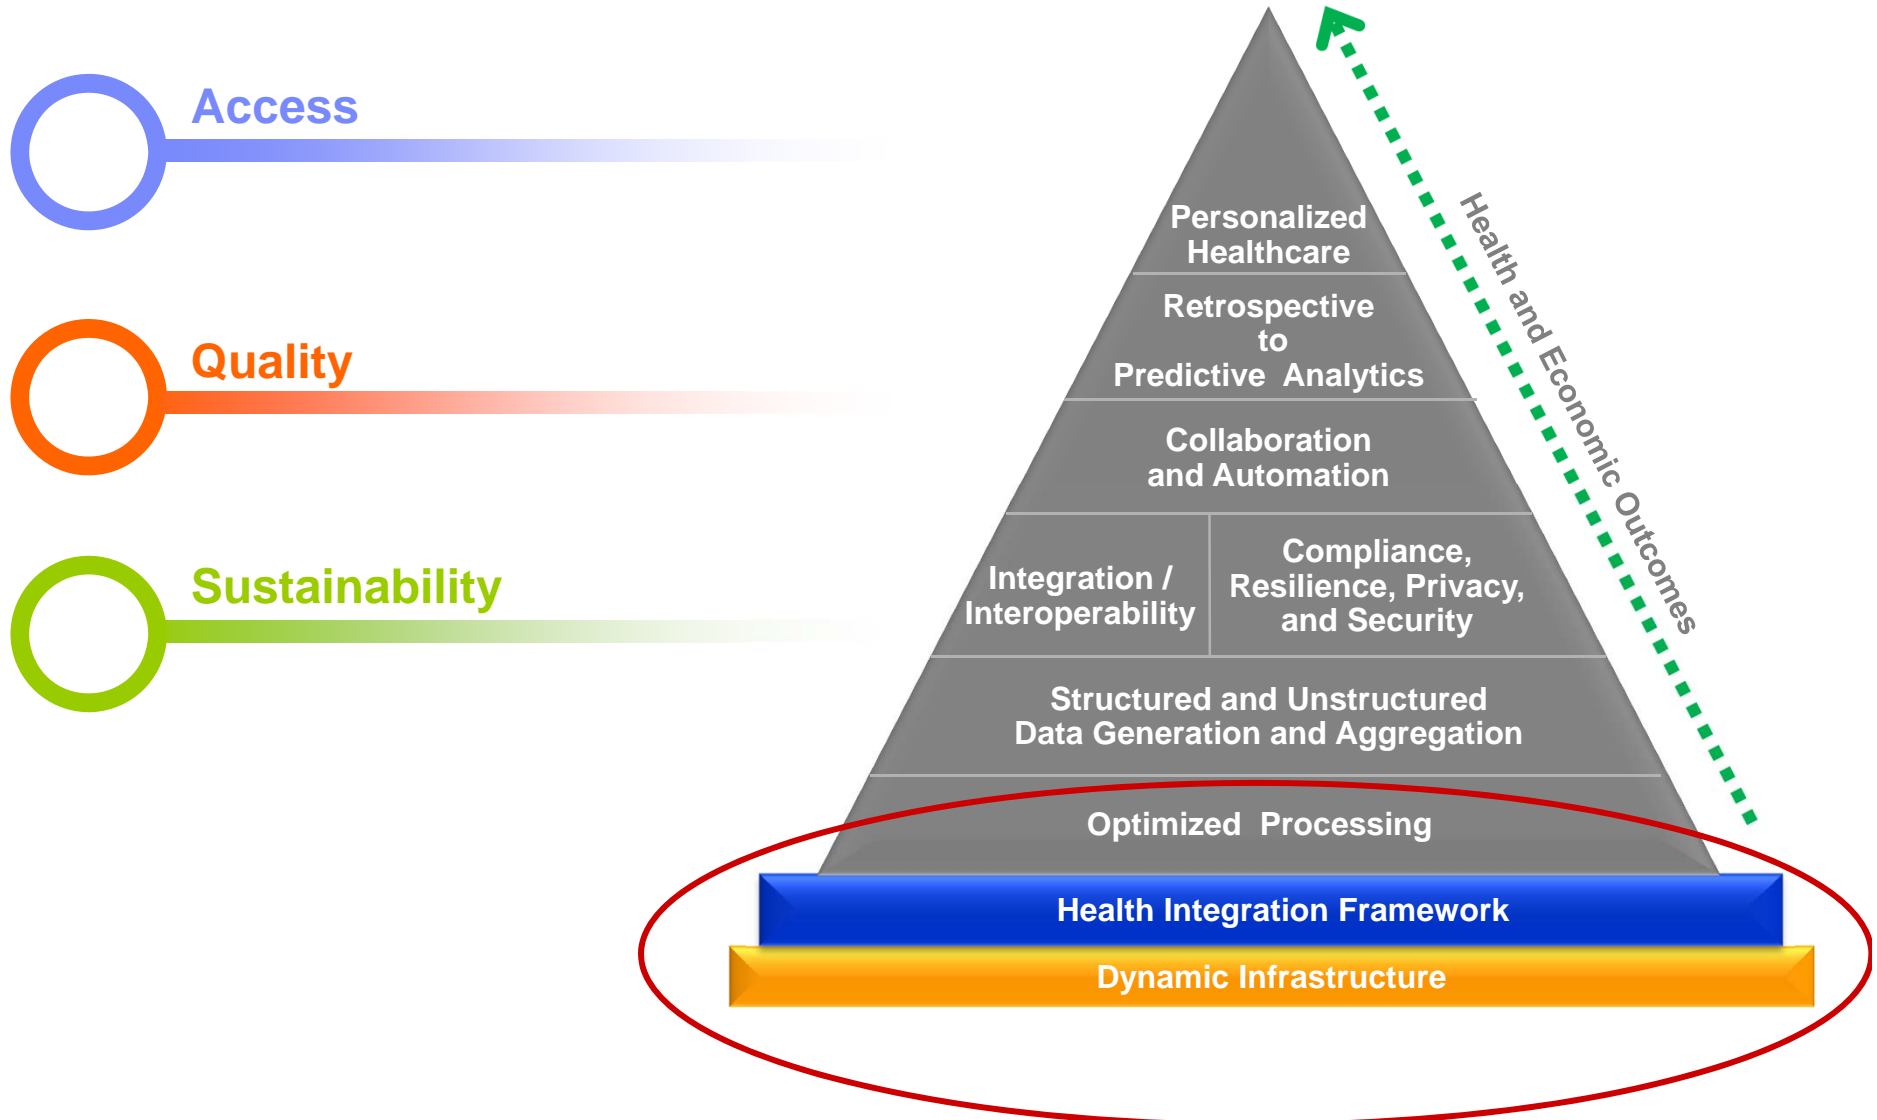 Access
Quality
Sustainability
Personalized
Healthcare
Retrospective
to
Predictive Analytics
Collaboration
and Automation
Integration /
Interoperability
Compliance,
Resilience, Privacy,
and Security
Structured and Unstructured
Data Generation and Aggregation
Optimized Processing
Health Integration Framework
Dynamic Infrastructure
Health and Economic Outcomes